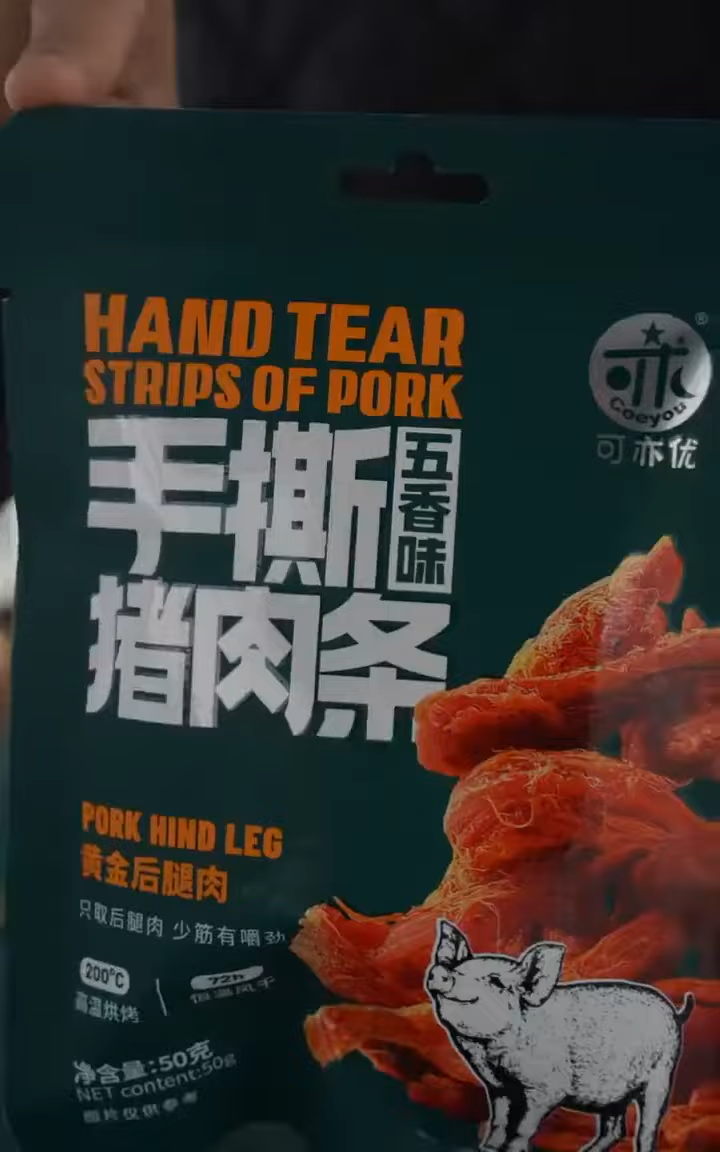 HAND TEAR
STRIPS OF PORK
手撕
五香味
猪肉条
®
Coeyou
可亦优
PORK HIND LEG
黄金后腿肉
只取后腿肉 少筋有嚼劲
200°C
高温烘烤
72h
恒温风干
净含量:50克
NET content:50g
图片仅供参考